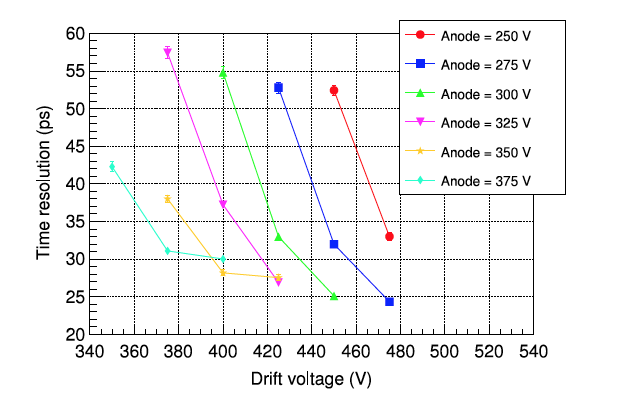 Time resolution (ps)
60
55
50
45
40
35
30
25
20
340 360 380 400 420 440 460 480 500 520 540
Drift voltage (V)
Anode = 250 V
Anode = 275 V
Anode = 300 V
Anode = 325 V
Anode = 350 V
Anode = 375 V